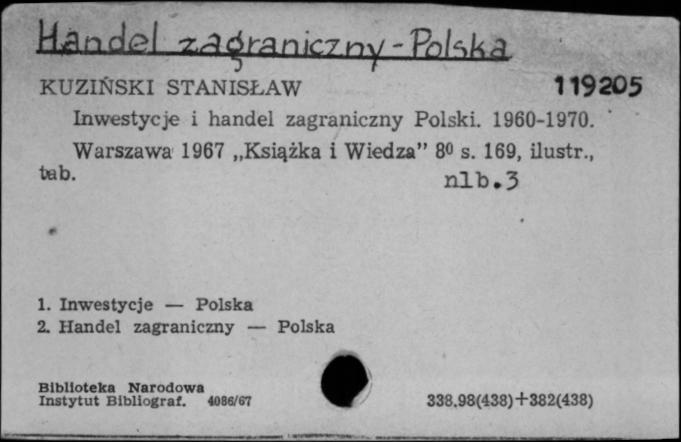 Handel zagraniczny - Polska
KUZIŃSKI STANISŁAW 119205
Inwestycje i handel zagraniczny Polski. 1960-1970.
Warszawa 1967 „Książka i Wiedza” 8º s. 169, ilustr.,
tab. nlb. 3
1. Inwestycje — Polska
2. Handel zagraniczny — Polska
Biblioteka Narodowa
Instytut Bibliograf. 4086/67 338.98(438)+382(438)